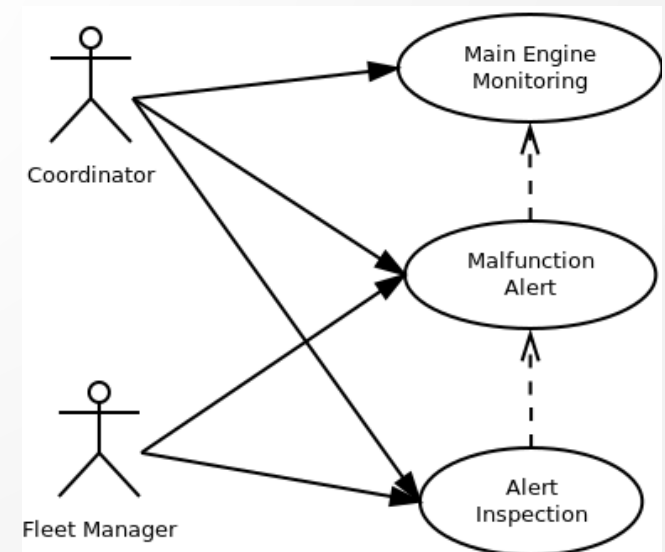 Main Engine
Monitoring
Coordinator
Malfunction
Alert
Alert
Inspection
Fleet Manager